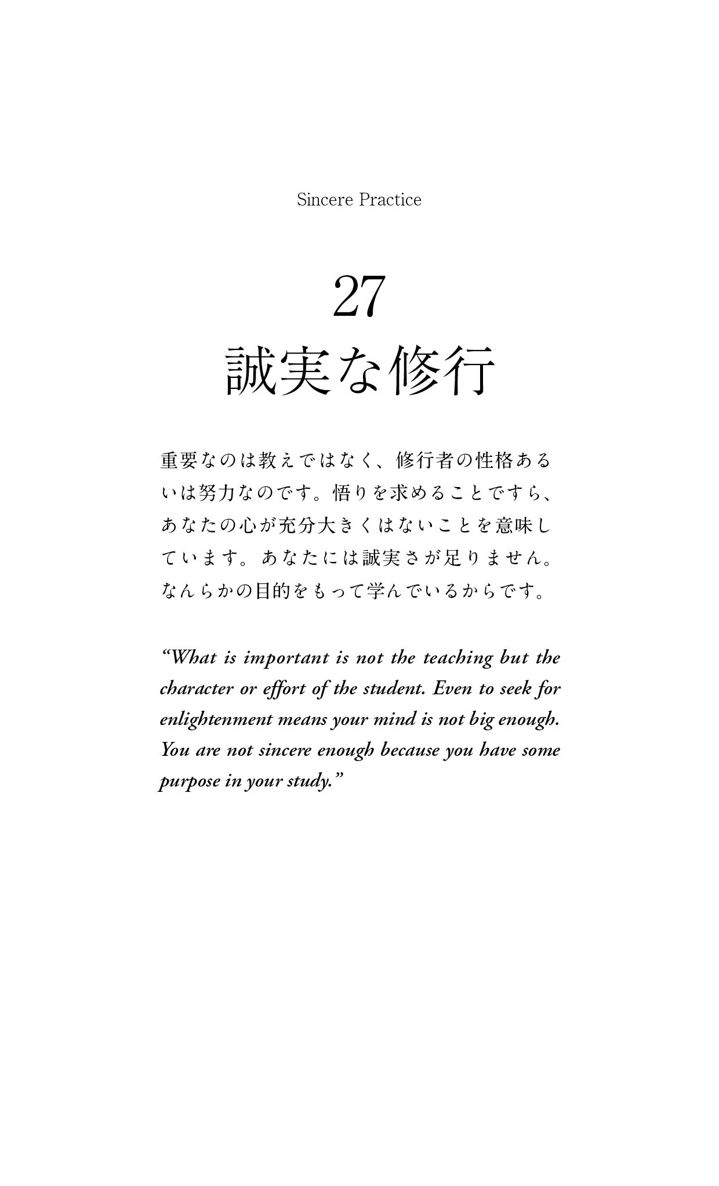 Sincere Practice
27
誠実な修行
重要なのは教えではなく、修行者の性格ある
いは努力なのです。悟りを求めることですら、
あなたの心が充分大きくはないことを意味し
ています。あなたには誠実さが足りません。
なんらかの目的をもって学んでいるからです。
“What is important is not the teaching but the
character or effort of the student. Even to seek for
enlightenment means your mind is not big enough.
You are not sincere enough because you have some
purpose in your study.”